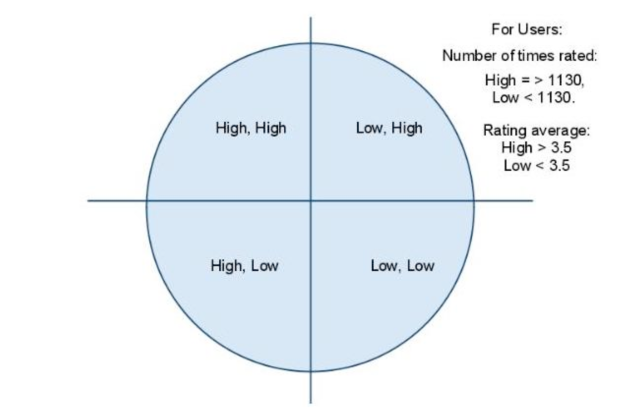 For Users:
Number of times rated:
High = > 1130,
Low < 1130.
Rating average:
High > 3.5
Low < 3.5
High, High
Low, High
High, Low
Low, Low